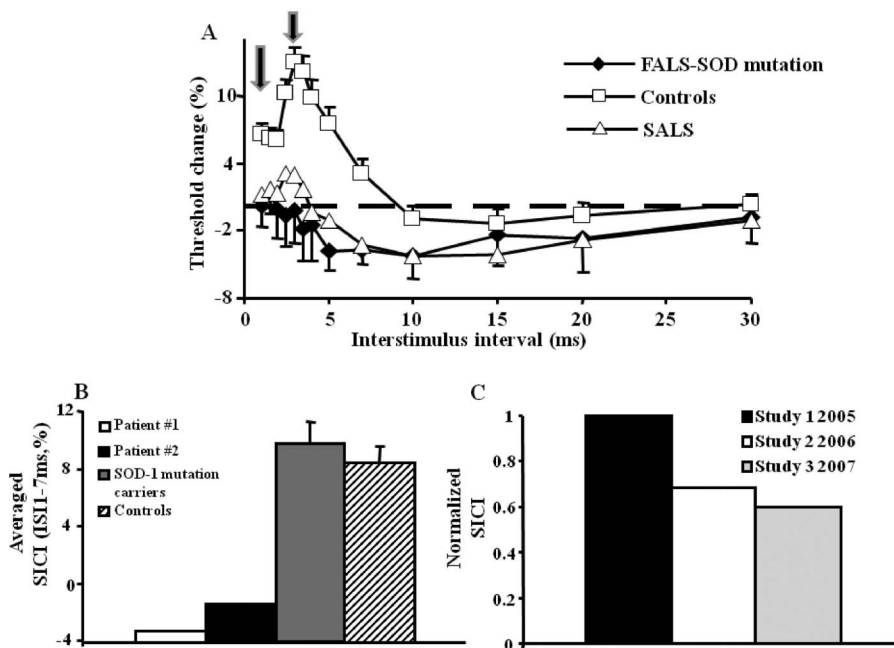 A
Threshold change (%)
10
4
-2
-8
FALS-SOD mutation
Controls
SALS
0
5
10
15
20
25
30
Interstimulus interval (ms)
B
Averaged
SICI (ISI1-7ms,%)
12
8
4
0
-4
Patient #1
Patient #2
SOD-1 mutation
carriers
Controls
C
Normalized
SICI
1
0.8
0.6
0.4
0.2
0
Study 1 2005
Study 2 2006
Study 3 2007